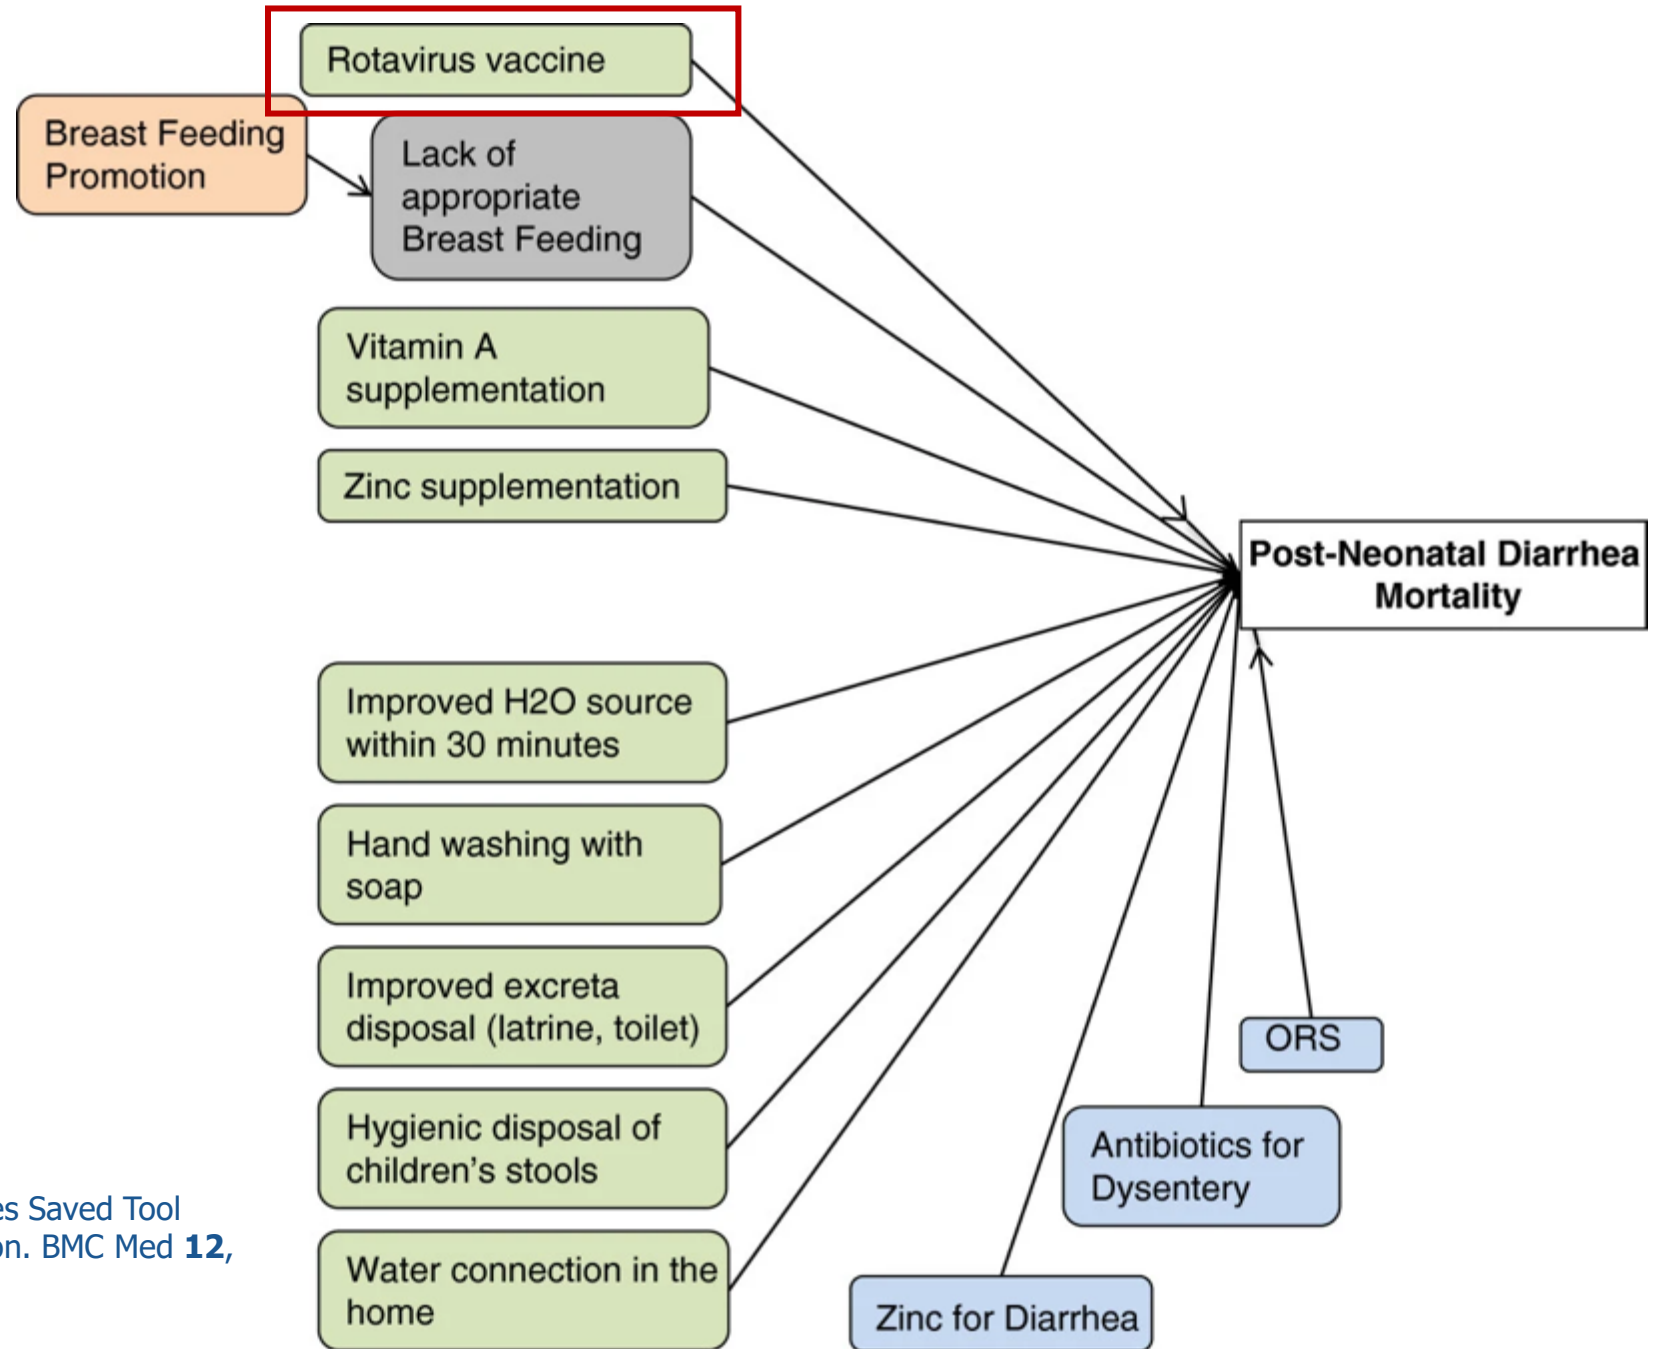 Rotavirus vaccine
Breast Feeding
Promotion
Lack of
appropriate
Breast Feeding
Vitamin A
supplementation
Zinc supplementation
Post-Neonatal Diarrhea
Mortality
Improved H2O source
within 30 minutes
Hand washing with
soap
Improved excreta
disposal (latrine, toilet)
ORS
Hygienic disposal of
children's stools
Antibiotics for
Dysentery
Saved Tool
BMC Med 12,
Water connection in the
home
Zinc for Diarrhea